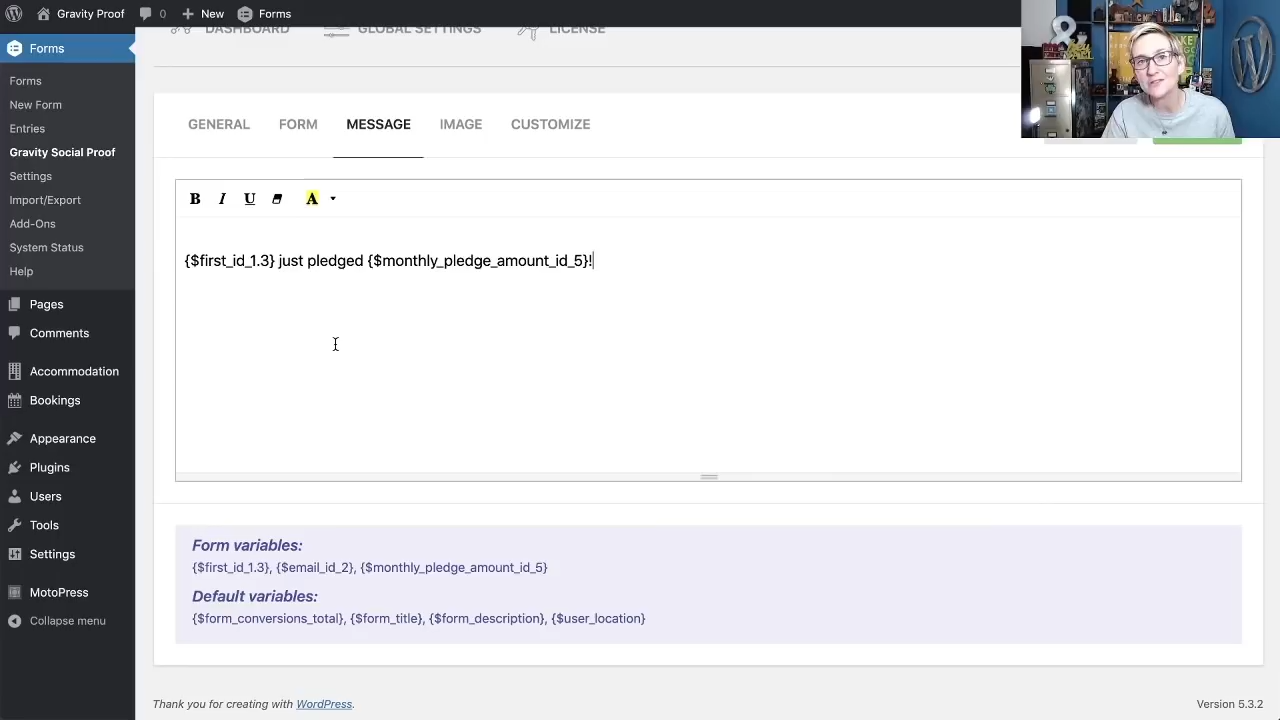 Gravity Proof 0 New Forms
DASHBOARD GLOBAL SETTINGS LICENSE
Forms
Forms
New Form
Entries
Gravity Social Proof
Settings
Import/Export
Add-Ons
System Status
Help
Pages
Comments
Accommodation
Bookings
Appearance
Plugins
Users
Tools
Settings
MotoPress
Collapse menu
GENERAL FORM MESSAGE IMAGE CUSTOMIZE
B I U A
{$first_id_1.3} just pledged {$monthly_pledge_amount_id_5}!
Form variables:
{$first_id_1.3}, {$email_id_2}, {$monthly_pledge_amount_id_5}
Default variables:
{$form_conversions_total}, {$form_title}, {$form_description}, {$user_location}
Thank you for creating with WordPress.
Version 5.3.2